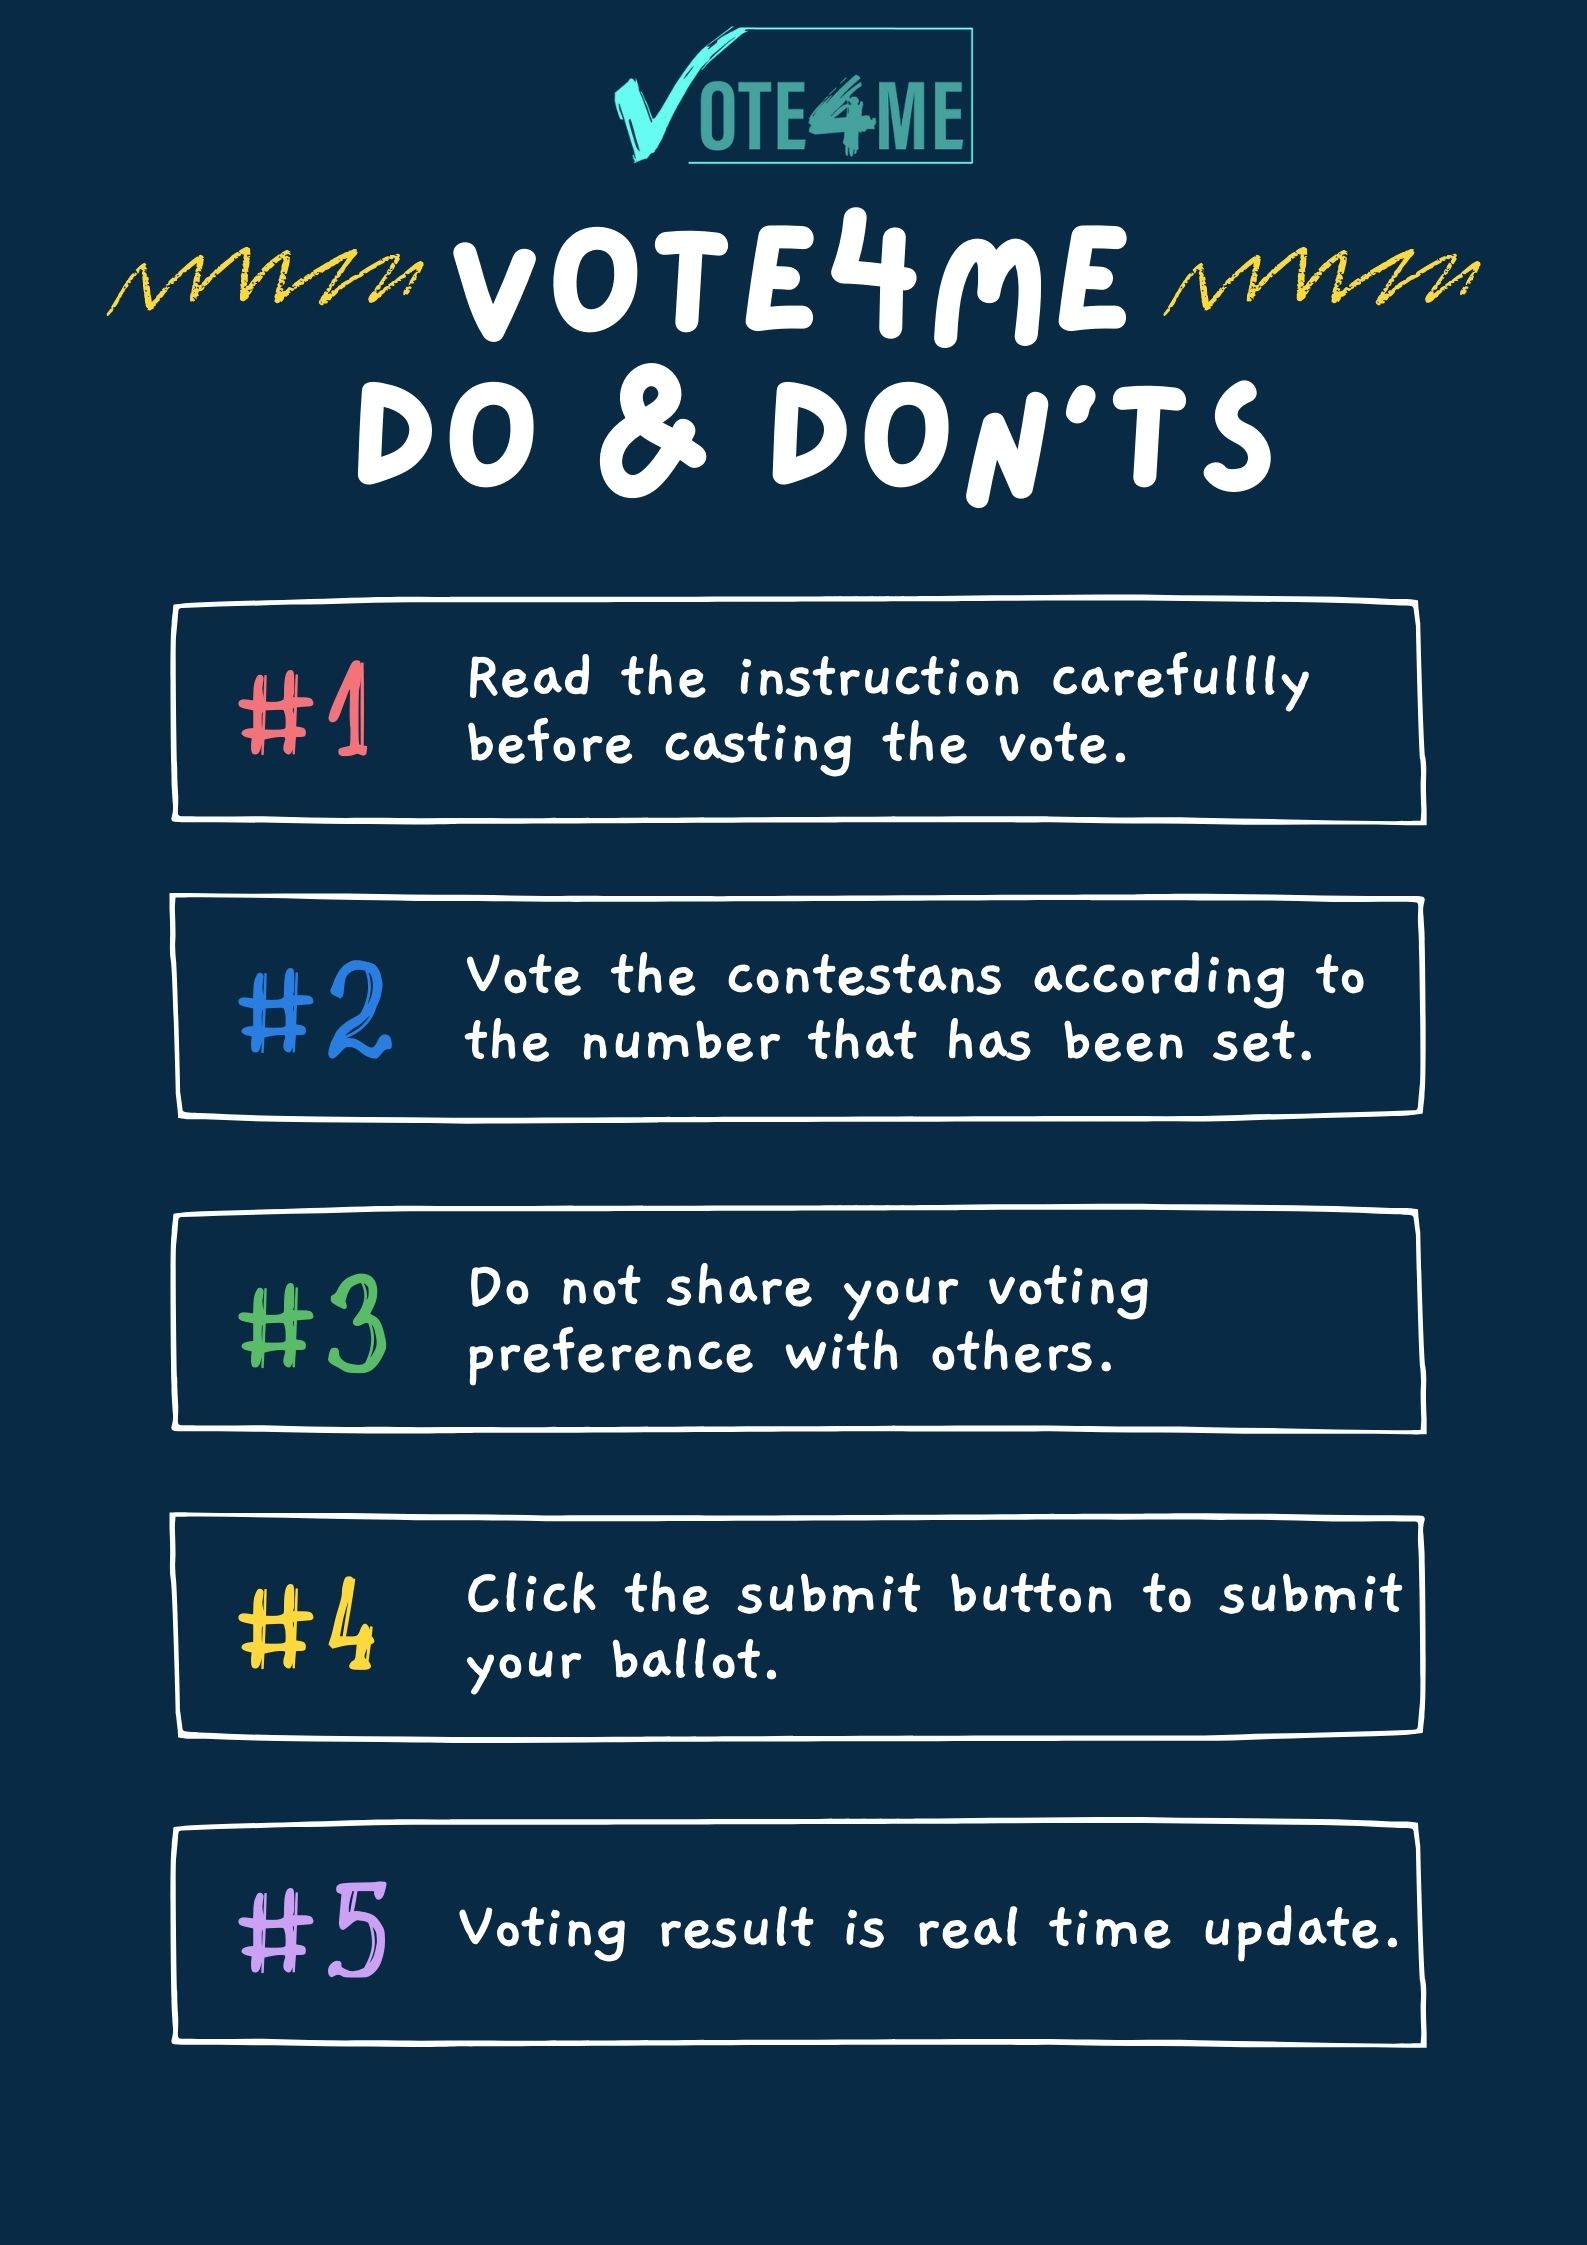 VOTE4ME
VOTE4ME
DO & DON'TS
#1
Read the instruction carefullly
before casting the vote.
#2
Vote the contestans according to
the number that has been set.
#3
Do not share your voting
preference with others.
#4
Click the submit button to submit
your ballot.
#5
Voting result is real time update.